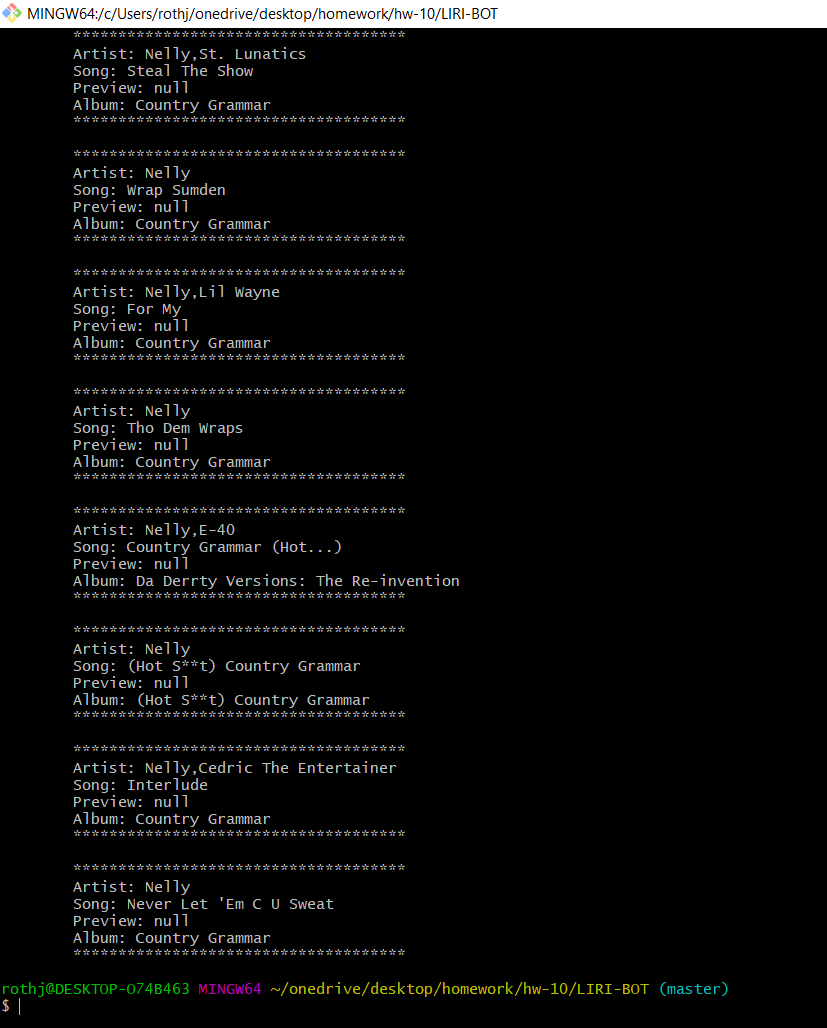 MINGW64:/c/Users/rothj/onedrive/desktop/homework/hw-10/LIRI-BOT
*************************************
Artist: Nelly,St. Lunatics
Song: Steal The Show
Preview: null
Album: Country Grammar
*************************************
*************************************
Artist: Nelly
Song: Wrap Sumden
Preview: null
Album: Country Grammar
*************************************
*************************************
Artist: Nelly,Lil Wayne
Song: For My
Preview: null
Album: Country Grammar
*************************************
*************************************
Artist: Nelly
Song: Tho Dem Wraps
Preview: null
Album: Country Grammar
*************************************
*************************************
Artist: Nelly,E-40
Song: Country Grammar (Hot...)
Preview: null
Album: Da Derrty Versions: The Re-invention
*************************************
*************************************
Artist: Nelly
Song: (Hot S**t) Country Grammar
Preview: null
Album: (Hot S**t) Country Grammar
*************************************
*************************************
Artist: Nelly,Cedric The Entertainer
Song: Interlude
Preview: null
Album: Country Grammar
*************************************
*************************************
Artist: Nelly
Song: Never Let 'Em C U Sweat
Preview: null
Album: Country Grammar
*************************************
rothj@DESKTOP-O74B463 MINGW64 ~/onedrive/desktop/homework/hw-10/LIRI-BOT (master)
$